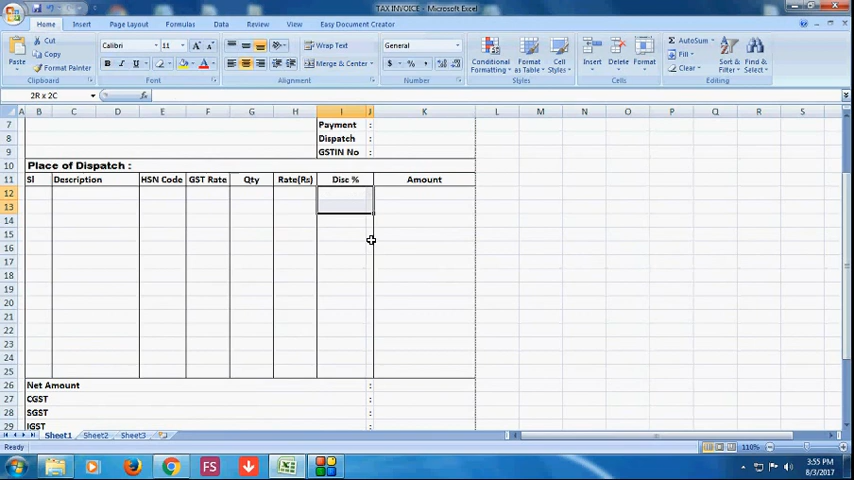 TAX INVOICE - Microsoft Excel
Home Insert Page Layout Formulas Data Review View Easy Document Creator
Paste Cut Copy Format Painter Clipboard
Calibri 11 A A B I U A Font
Wrap Text Merge & Center Alignment
General $ % , Number
Conditional Formatting Format as Table Cell Styles Styles
Insert Delete Format Cells
Σ AutoSum Fill Clear Sort & Filter Find & Select Editing
2R x 2C fx
A B C D E F G H I J K L M N O P Q R S
7 Payment :
8 Dispatch :
9 GSTIN No :
10 Place of Dispatch :
11 Sl Description HSN Code GST Rate Qty Rate(Rs) Disc % Amount
12
13
14
15
16
17
18
19
20
21
22
23
24
25
26 Net Amount :
27 CGST :
28 SGST :
29 IGST :
Sheet1 Sheet2 Sheet3
Ready 110%
FS
3:55 PM
8/3/2017